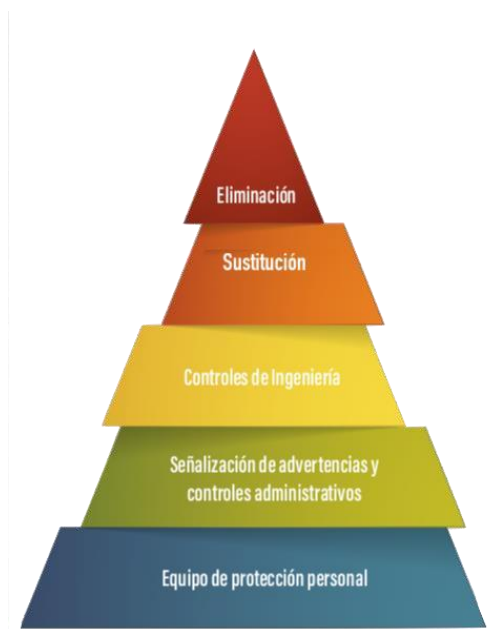 Eliminación
Sustitución
Controles de Ingeniería
Señalización de advertencias y
controles administrativos
Equipo de protección personal